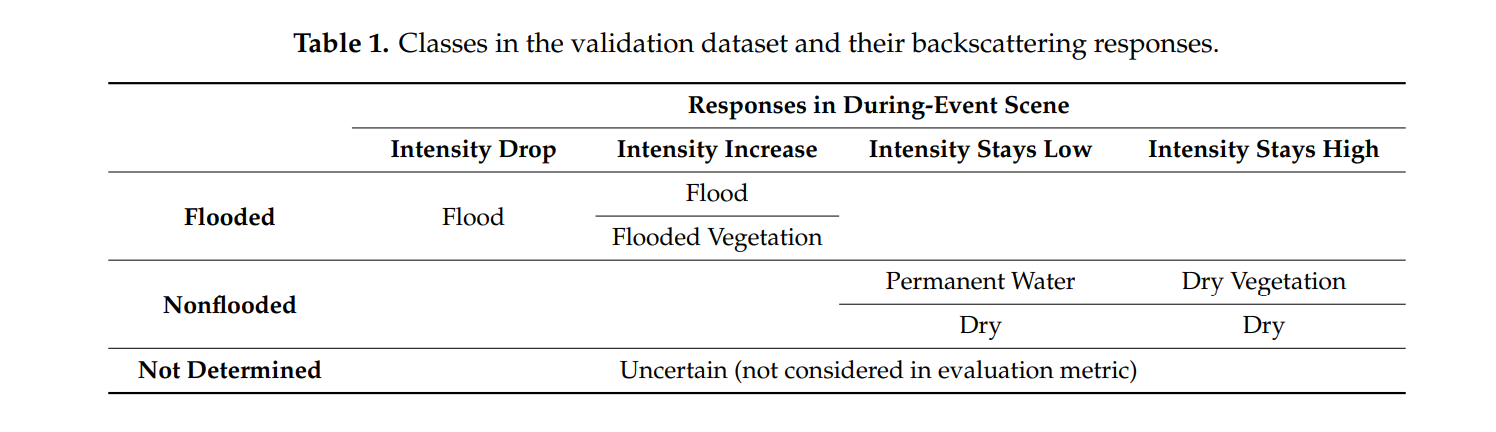 Table 1. Classes in the validation dataset and their backscattering responses.
Responses in During-Event Scene
Intensity Drop Intensity Increase Intensity Stays Low Intensity Stays High
Flood
Flooded Flood
Flooded Vegetation
Permanent Water Dry Vegetation
Nonflooded
Dry Dry
Not Determined Uncertain (not considered in evaluation metric)